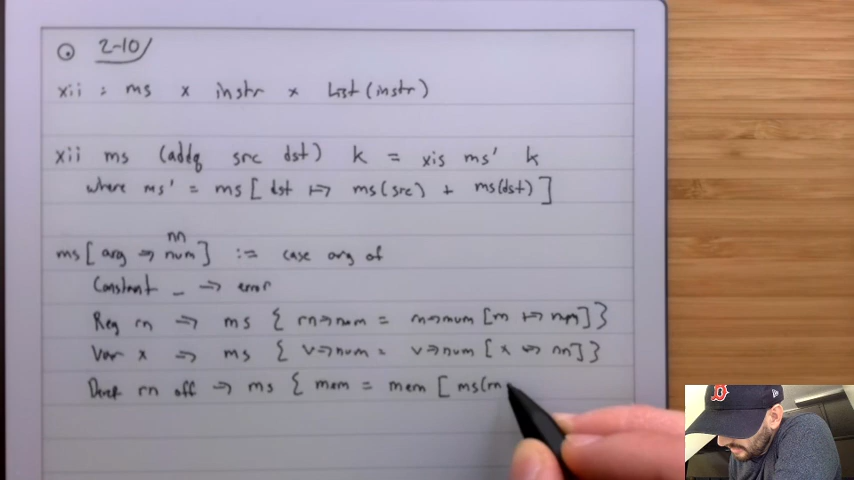 ⊙ 2-10/
xii : ms x instr x List(instr)
xii ms (addq src dst) k = xis ms' k
where ms' = ms[dst ↦ ms(src) + ms(dst)]
nn
ms[arg → num] := case arg of
Constant _ → error
Reg rn → ms { rn→num = rn→num [rn ↦ num]}
Var x → ms { v→num = v→num [x ↦ nn]}
Deref rn off → ms { mem = mem [ms(rn
B